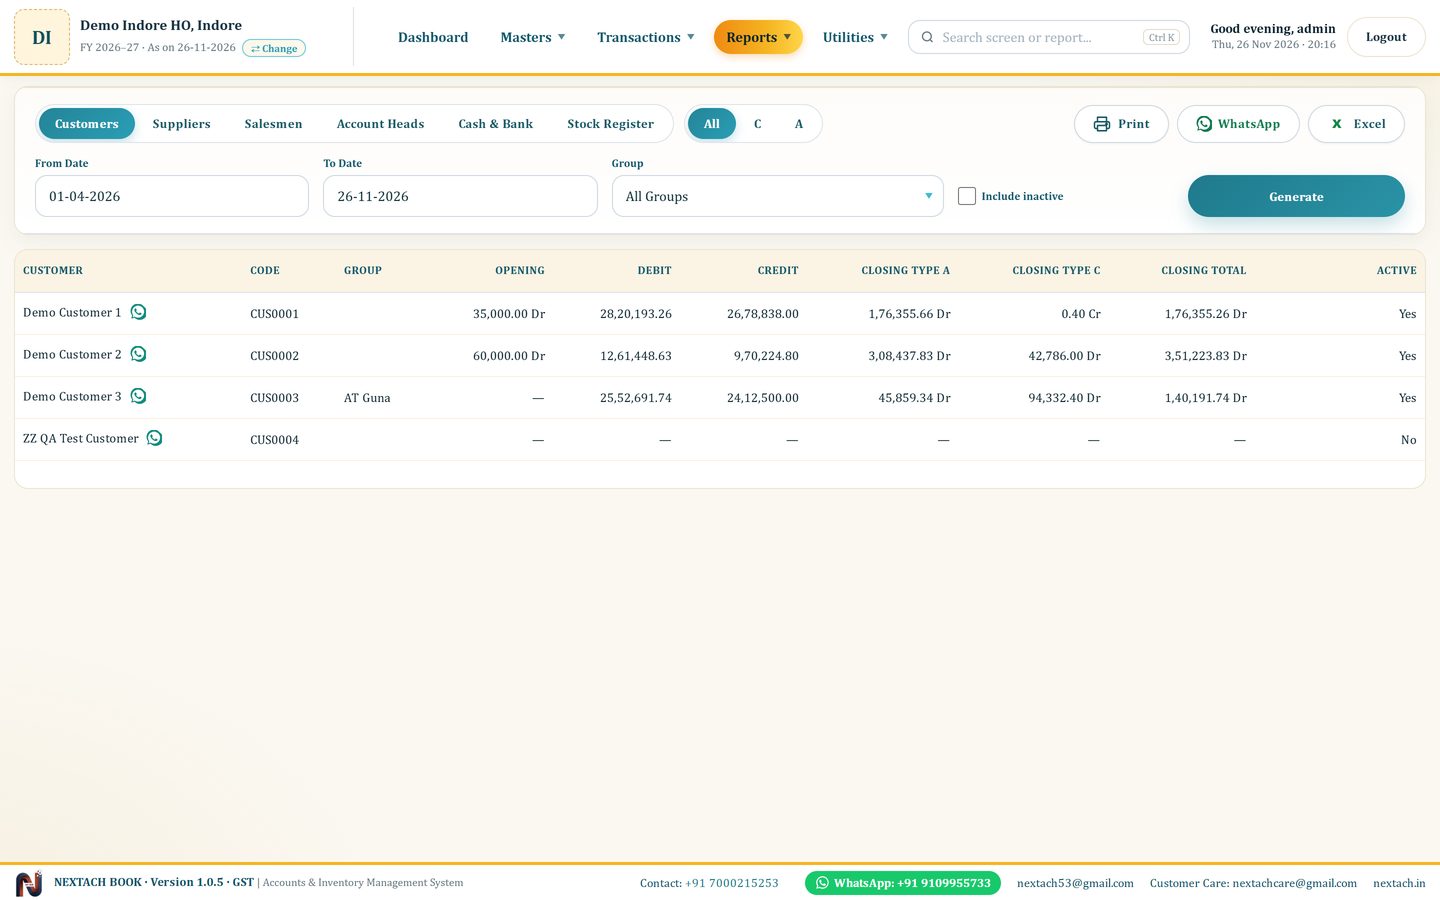 DI
Demo Indore HO, Indore
FY 2026–27 · As on 26-11-2026 ⇄ Change
Dashboard Masters ▼ Transactions ▼ Reports ▼ Utilities ▼
Search screen or report... Ctrl K
Good evening, admin
Thu, 26 Nov 2026 · 20:16
Logout
Customers Suppliers Salesmen Account Heads Cash & Bank Stock Register All C A Print WhatsApp X Excel
From Date To Date Group
01-04-2026 26-11-2026 All Groups ▼ Include inactive Generate
CUSTOMER CODE GROUP OPENING DEBIT CREDIT CLOSING TYPE A CLOSING TYPE C CLOSING TOTAL ACTIVE
Demo Customer 1 CUS0001 35,000.00 Dr 28,20,193.26 26,78,838.00 1,76,355.66 Dr 0.40 Cr 1,76,355.26 Dr Yes
Demo Customer 2 CUS0002 60,000.00 Dr 12,61,448.63 9,70,224.80 3,08,437.83 Dr 42,786.00 Dr 3,51,223.83 Dr Yes
Demo Customer 3 CUS0003 AT Guna — 25,52,691.74 24,12,500.00 45,859.34 Dr 94,332.40 Dr 1,40,191.74 Dr Yes
ZZ QA Test Customer CUS0004 — — — — — — No
NEXTACH BOOK · Version 1.0.5 · GST | Accounts & Inventory Management System Contact: +91 7000215253 WhatsApp: +91 9109955733 nextach53@gmail.com Customer Care: nextachcare@gmail.com nextach.in